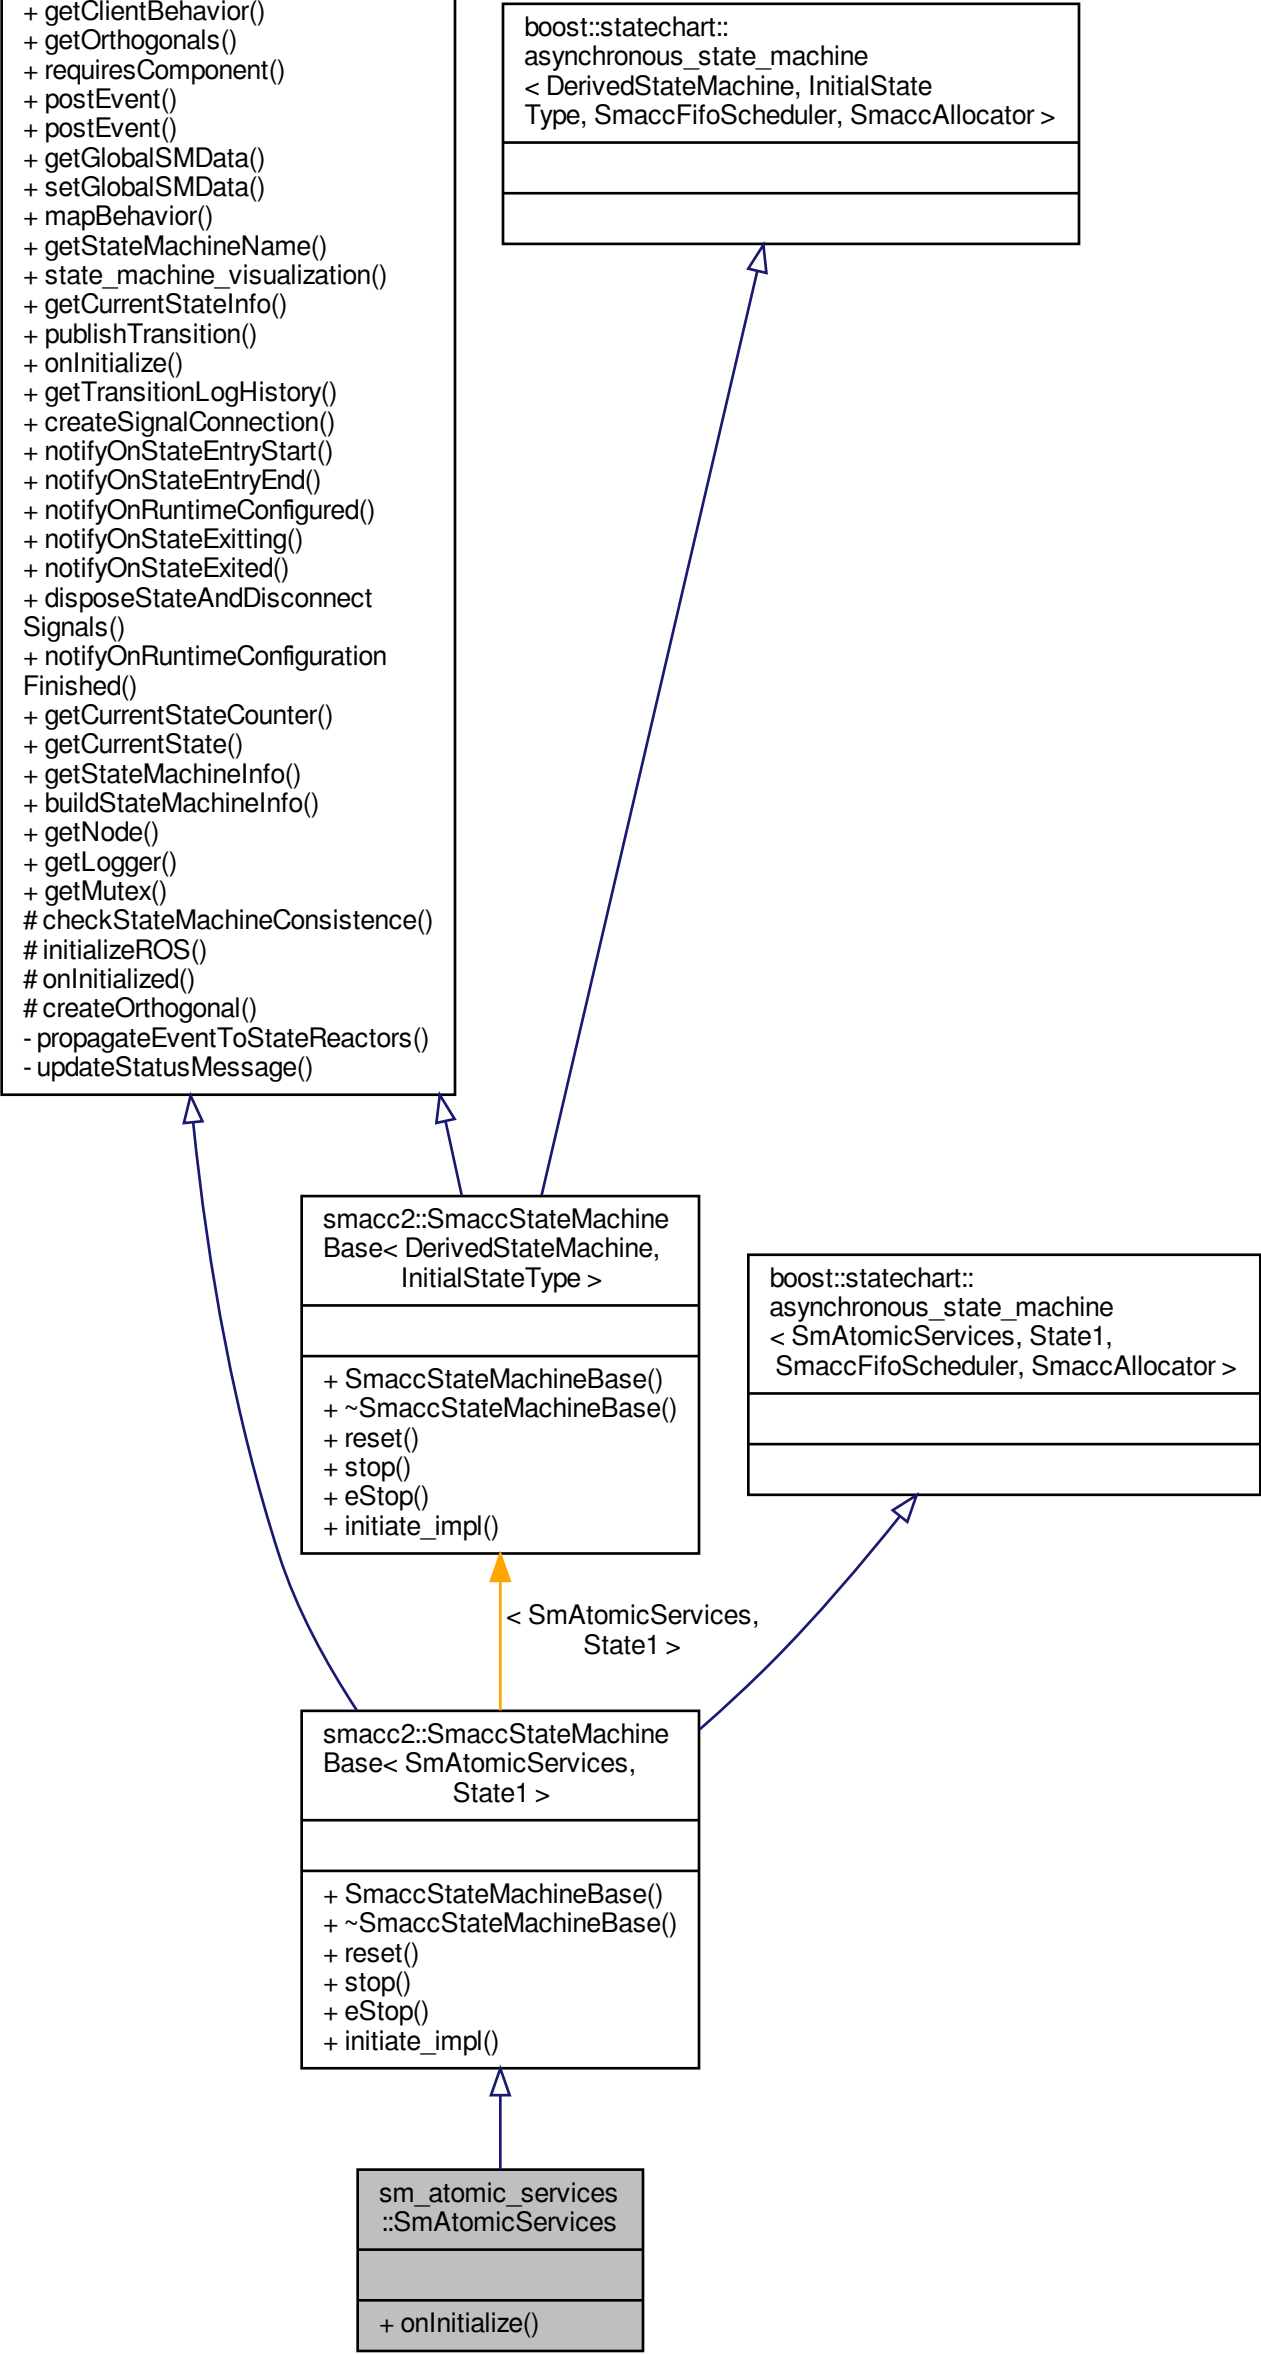 + getClientBehavior()
+ getOrthogonals()
+ requiresComponent()
+ postEvent()
+ postEvent()
+ getGlobalSMData()
+ setGlobalSMData()
+ mapBehavior()
+ getStateMachineName()
+ state_machine_visualization()
+ getCurrentStateInfo()
+ publishTransition()
+ onInitialize()
+ getTransitionLogHistory()
+ createSignalConnection()
+ notifyOnStateEntryStart()
+ notifyOnStateEntryEnd()
+ notifyOnRuntimeConfigured()
+ notifyOnStateExitting()
+ notifyOnStateExited()
+ disposeStateAndDisconnect
Signals()
+ notifyOnRuntimeConfiguration
Finished()
+ getCurrentStateCounter()
+ getCurrentState()
+ getStateMachineInfo()
+ buildStateMachineInfo()
+ getNode()
+ getLogger()
+ getMutex()
# checkStateMachineConsistence()
# initializeROS()
# onInitialized()
# createOrthogonal()
- propagateEventToStateReactors()
- updateStatusMessage()
boost::statechart::
asynchronous_state_machine
< DerivedStateMachine, InitialState
Type, SmaccFifoScheduler, SmaccAllocator >
smacc2::SmaccStateMachine
Base< DerivedStateMachine,
InitialStateType >
+ SmaccStateMachineBase()
+ ~SmaccStateMachineBase()
+ reset()
+ stop()
+ eStop()
+ initiate_impl()
boost::statechart::
asynchronous_state_machine
< SmAtomicServices, State1,
SmaccFifoScheduler, SmaccAllocator >
< SmAtomicServices,
State1 >
smacc2::SmaccStateMachine
Base< SmAtomicServices,
State1 >
+ SmaccStateMachineBase()
+ ~SmaccStateMachineBase()
+ reset()
+ stop()
+ eStop()
+ initiate_impl()
sm_atomic_services
::SmAtomicServices
+ onInitialize()